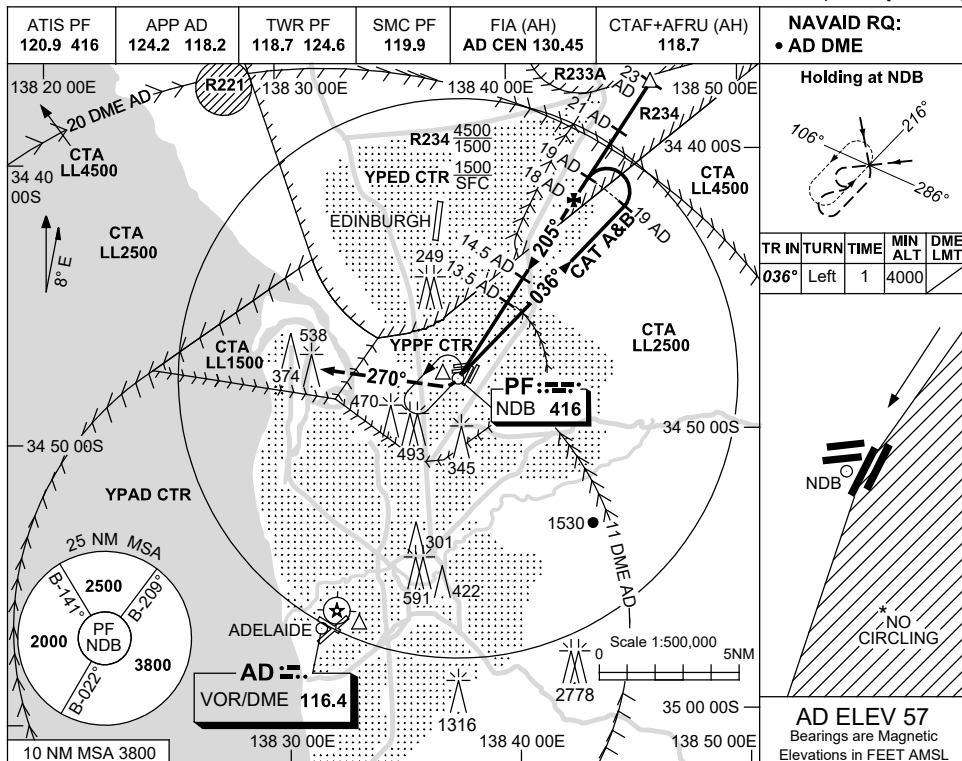 ATIS PF
120.9 416
APP AD
124.2 118.2
TWR PF
118.7 124.6
SMC PF
119.9
FIA (AH)
AD CEN 130.45
CTAF+AFRU (AH)
118.7
NAVAID RQ:
• AD DME
138 20 00E
R221
138 30 00E
138 40 00E
R233A
23 AD
138 50 00E
20 DME AD
21 AD
R234
CTA
LL4500
34 40
00S
R234 4500
1500
19 AD
34 40 00S
YPED CTR 1500
SFC
18 AD
CTA
LL4500
EDINBURGH
19 AD
CTA
LL2500
8° E
205°
CAT A&B
249
14.5 AD
036°
13.5 AD
CTA
LL1500
538
YPPF CTR
CTA
LL2500
374
270°
470
PF
NDB 416
34 50 00S
493
345
34 50 00S
YPAD CTR
1530
11 DME AD
301
591
422
25 NM MSA
B-141°
2500
B-209°
2000
PF
NDB
3800
B-022°
ADELAIDE
AD
VOR/DME 116.4
Scale 1:500,000
0
5NM
2778
1316
35 00 00S
10 NM MSA 3800
138 30 00E
138 40 00E
138 50 00E
Holding at NDB
106°
216°
286°
TR IN TURN TIME MIN ALT DME LMT
036° Left 1 4000
NDB
*NO
CIRCLING
AD ELEV 57
Bearings are Magnetic
Elevations in FEET AMSL